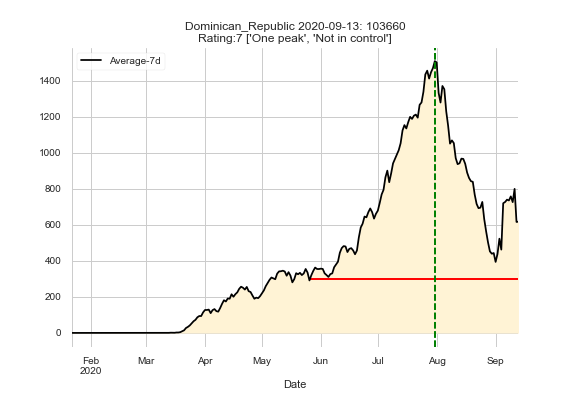 Dominican_Republic 2020-09-13: 103660
Rating:7 ['One peak', 'Not in control']
Average-7d
1400
1200
1000
800
600
400
200
0
Feb Mar Apr May Jun Jul Aug Sep
2020
Date